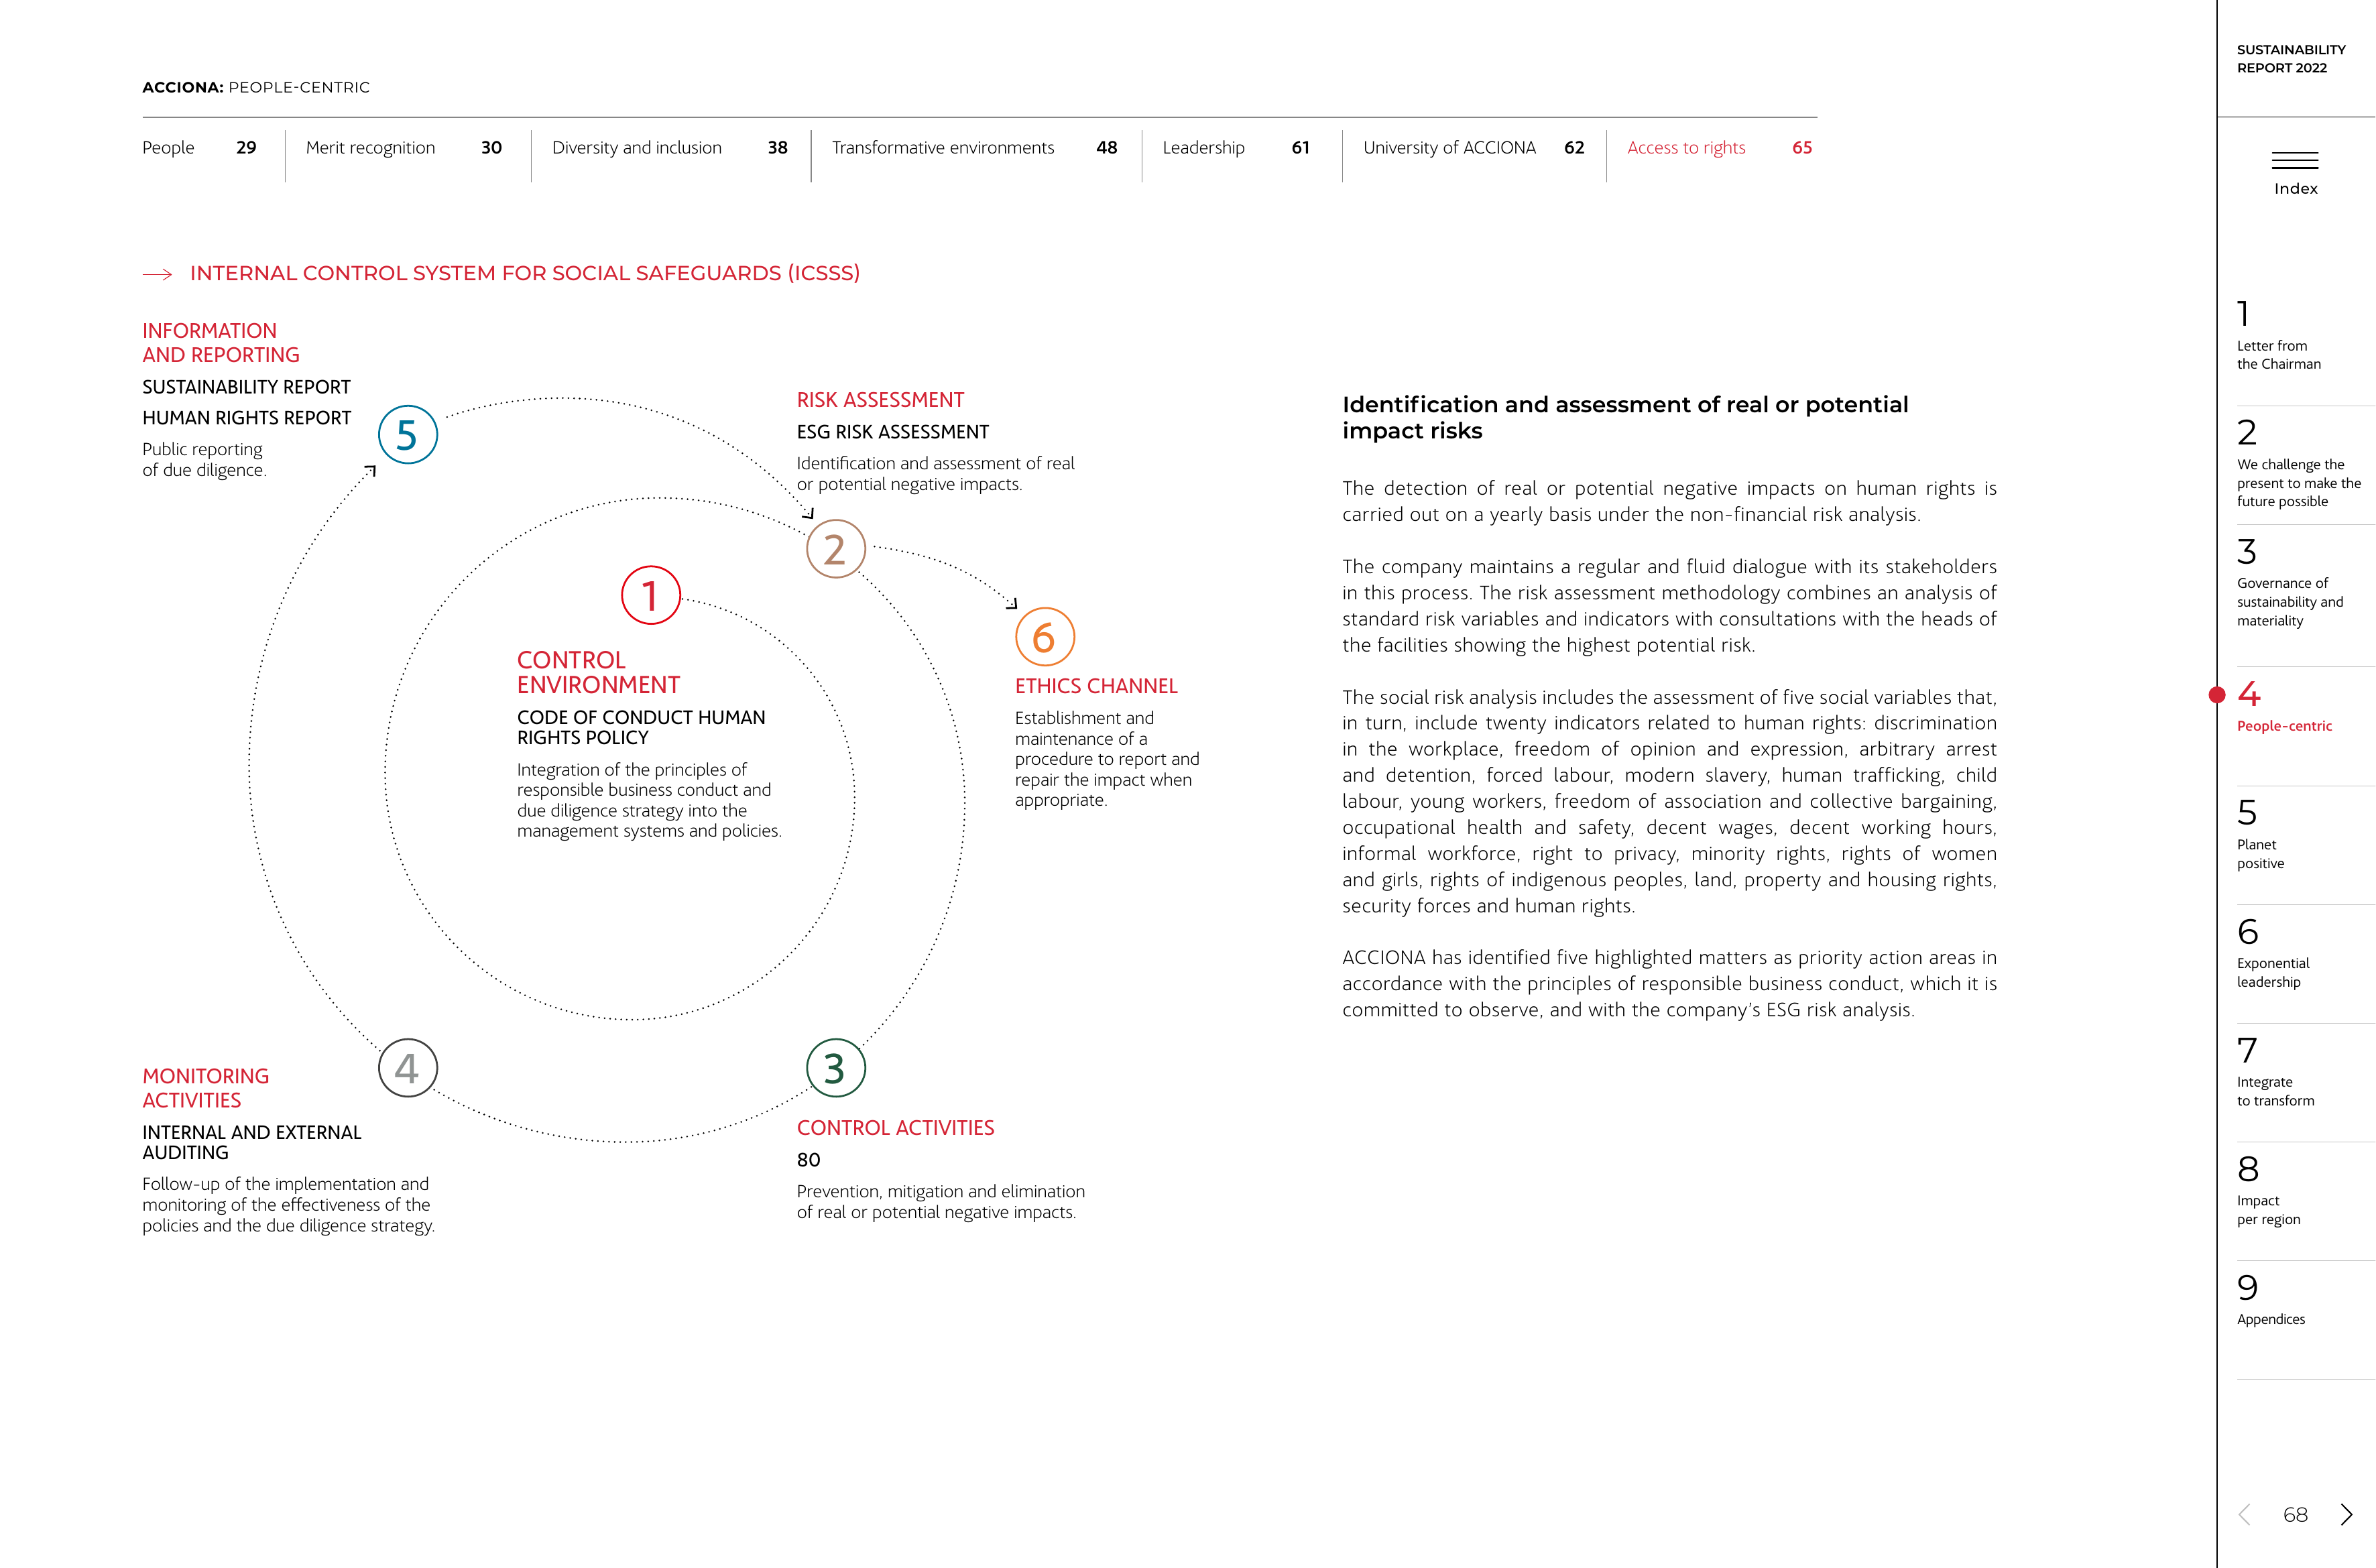 ACCIONA: PEOPLE-CENTRIC
People 29
Merit recognition 30
Diversity and inclusion 38
Transformative environments 48
Leadership 61
University of ACCIONA 62
Access to rights 65
INTERNAL CONTROL SYSTEM FOR SOCIAL SAFEGUARDS (ICSSS)
INFORMATION
AND REPORTING
SUSTAINABILITY REPORT
HUMAN RIGHTS REPORT
Public reporting
of due diligence.
5
RISK ASSESSMENT
ESG RISK ASSESSMENT
Identification and assessment of real
or potential negative impacts.
2
1
CONTROL
ENVIRONMENT
CODE OF CONDUCT HUMAN
RIGHTS POLICY
Integration of the principles of
responsible business conduct and
due diligence strategy into the
management systems and policies.
6
ETHICS CHANNEL
Establishment and
maintenance of a
procedure to report and
repair the impact when
appropriate.
4
MONITORING
ACTIVITIES
INTERNAL AND EXTERNAL
AUDITING
Follow-up of the implementation and
monitoring of the effectiveness of the
policies and the due diligence strategy.
3
CONTROL ACTIVITIES
80
Prevention, mitigation and elimination
of real or potential negative impacts.
Identification and assessment of real or potential
impact risks
The detection of real or potential negative impacts on human rights is
carried out on a yearly basis under the non-financial risk analysis.
The company maintains a regular and fluid dialogue with its stakeholders
in this process. The risk assessment methodology combines an analysis of
standard risk variables and indicators with consultations with the heads of
the facilities showing the highest potential risk.
The social risk analysis includes the assessment of five social variables that,
in turn, include twenty indicators related to human rights: discrimination
in the workplace, freedom of opinion and expression, arbitrary arrest
and detention, forced labour, modern slavery, human trafficking, child
labour, young workers, freedom of association and collective bargaining,
occupational health and safety, decent wages, decent working hours,
informal workforce, right to privacy, minority rights, rights of women
and girls, rights of indigenous peoples, land, property and housing rights,
security forces and human rights.
ACCIONA has identified five highlighted matters as priority action areas in
accordance with the principles of responsible business conduct, which it is
committed to observe, and with the company's ESG risk analysis.
SUSTAINABILITY
REPORT 2022
Index
1
Letter from
the Chairman
2
We challenge the
present to make the
future possible
3
Governance of
sustainability and
materiality
4
People-centric
5
Planet
positive
6
Exponential
leadership
7
Integrate
to transform
8
Impact
per region
9
Appendices
68